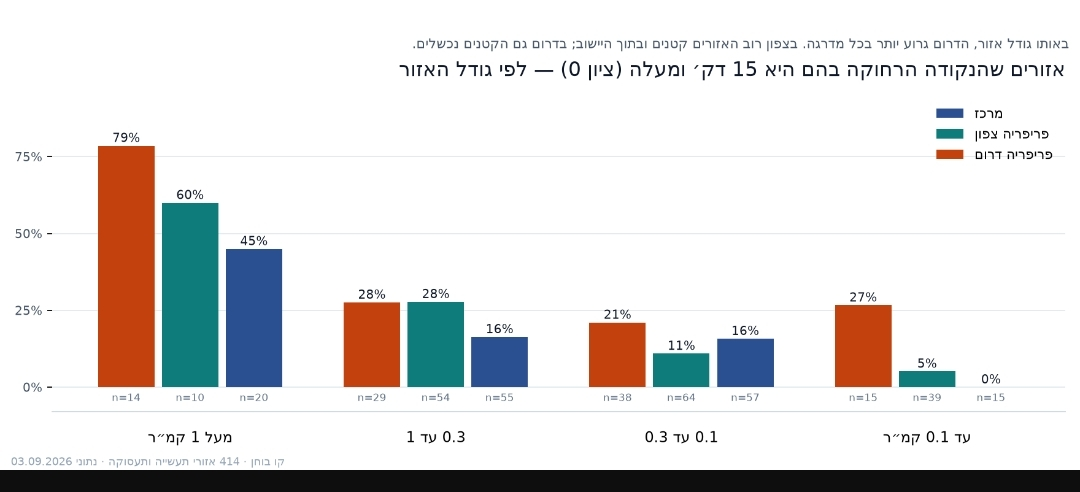 באותו גודל אזור, הדרום גרוע יותר בכל מדרגה. בצפון רוב האזורים קטנים ובתוך היישוב; בדרום גם הקטנים נכשלים.
אזורים שהנקודה הרחוקה בהם היא 15 דק׳ ומעלה (ציון 0) — לפי גודל האזור
מרכז
פריפריה צפון
פריפריה דרום
75%
50%
25%
0%
79% 60% 45%
28% 28% 16%
21% 11% 16%
27% 5% 0%
n=14 n=10 n=20 n=29 n=54 n=55 n=38 n=64 n=57 n=15 n=39 n=15
מעל 1 קמ״ר
0.3 עד 1
0.1 עד 0.3
עד 0.1 קמ״ר
קו בוחן · 414 אזורי תעשייה ותעסוקה · נתוני 03.09.2026